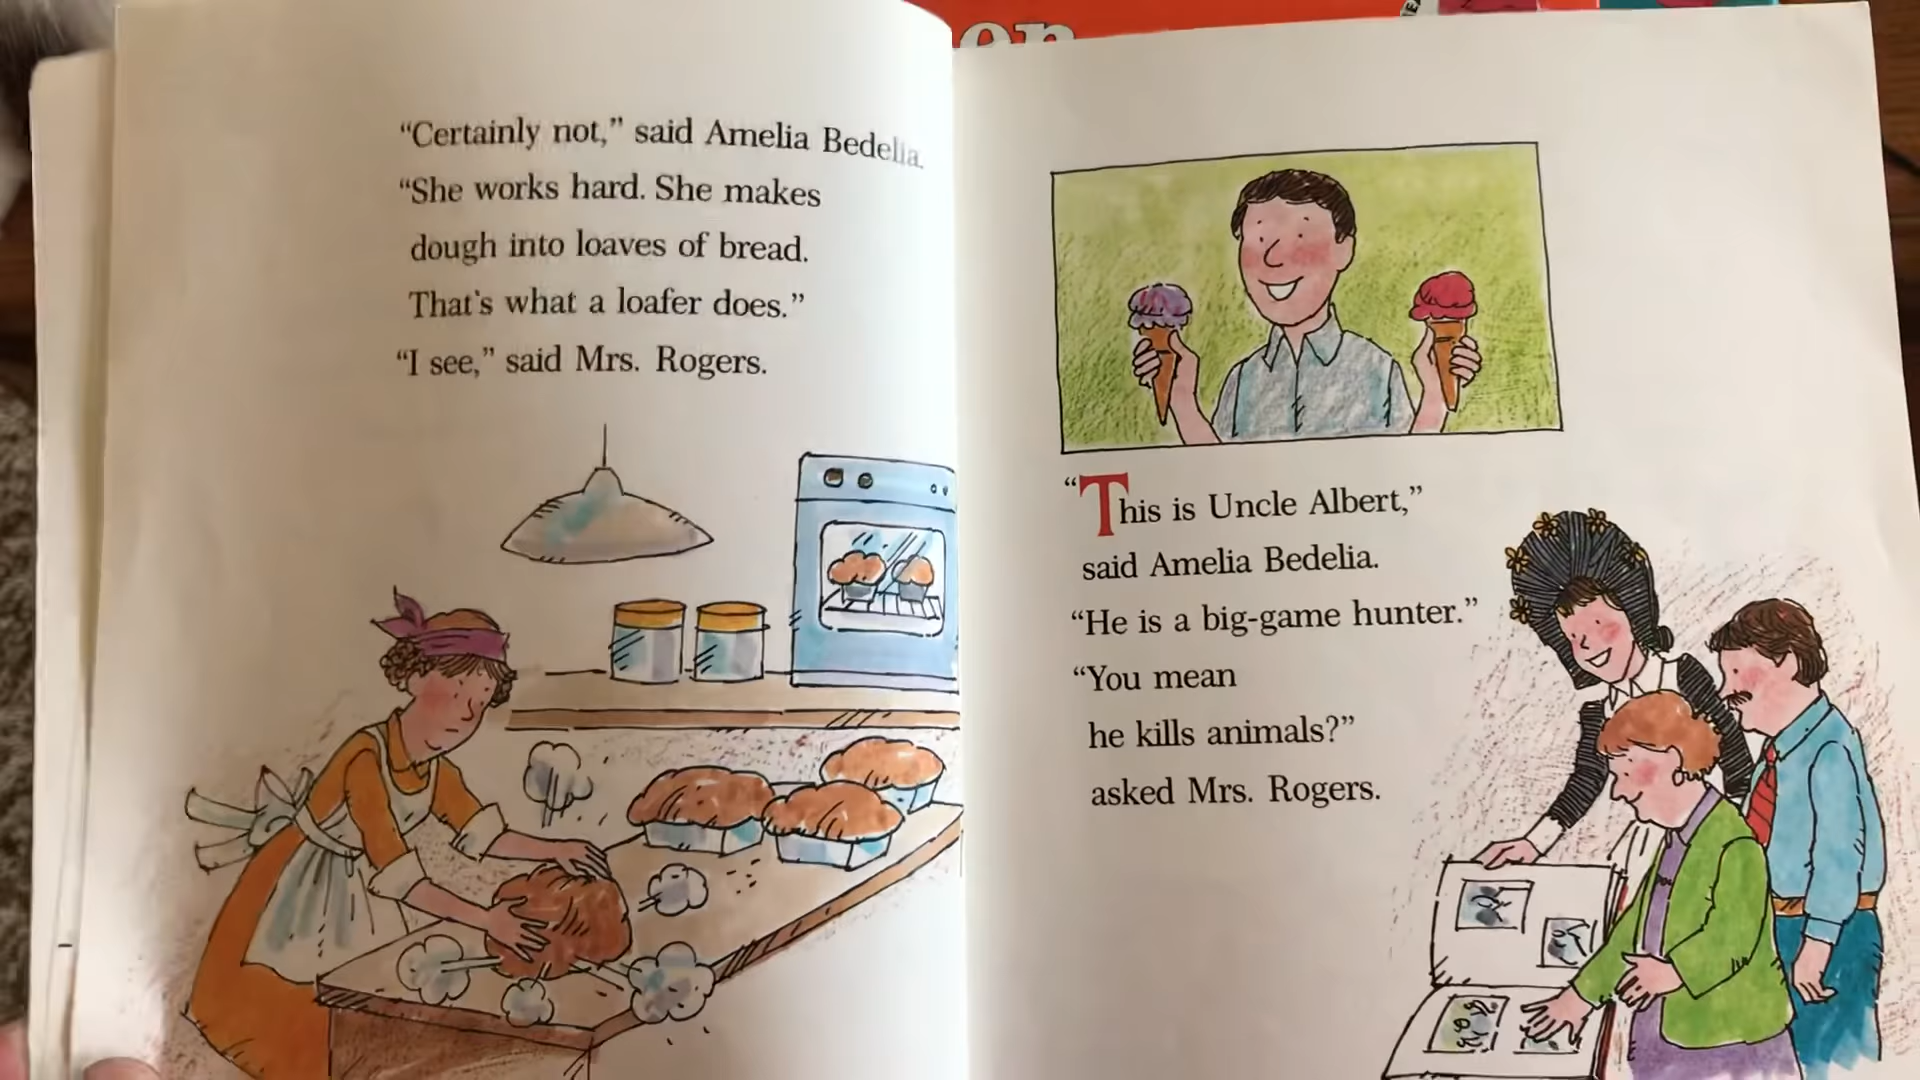 on
“Certainly not,” said Amelia Bedelia.
“She works hard. She makes
dough into loaves of bread.
That's what a loafer does.”
“I see,” said Mrs. Rogers.
“This is Uncle Albert,”
said Amelia Bedelia.
“He is a big-game hunter.”
“You mean
he kills animals?”
asked Mrs. Rogers.